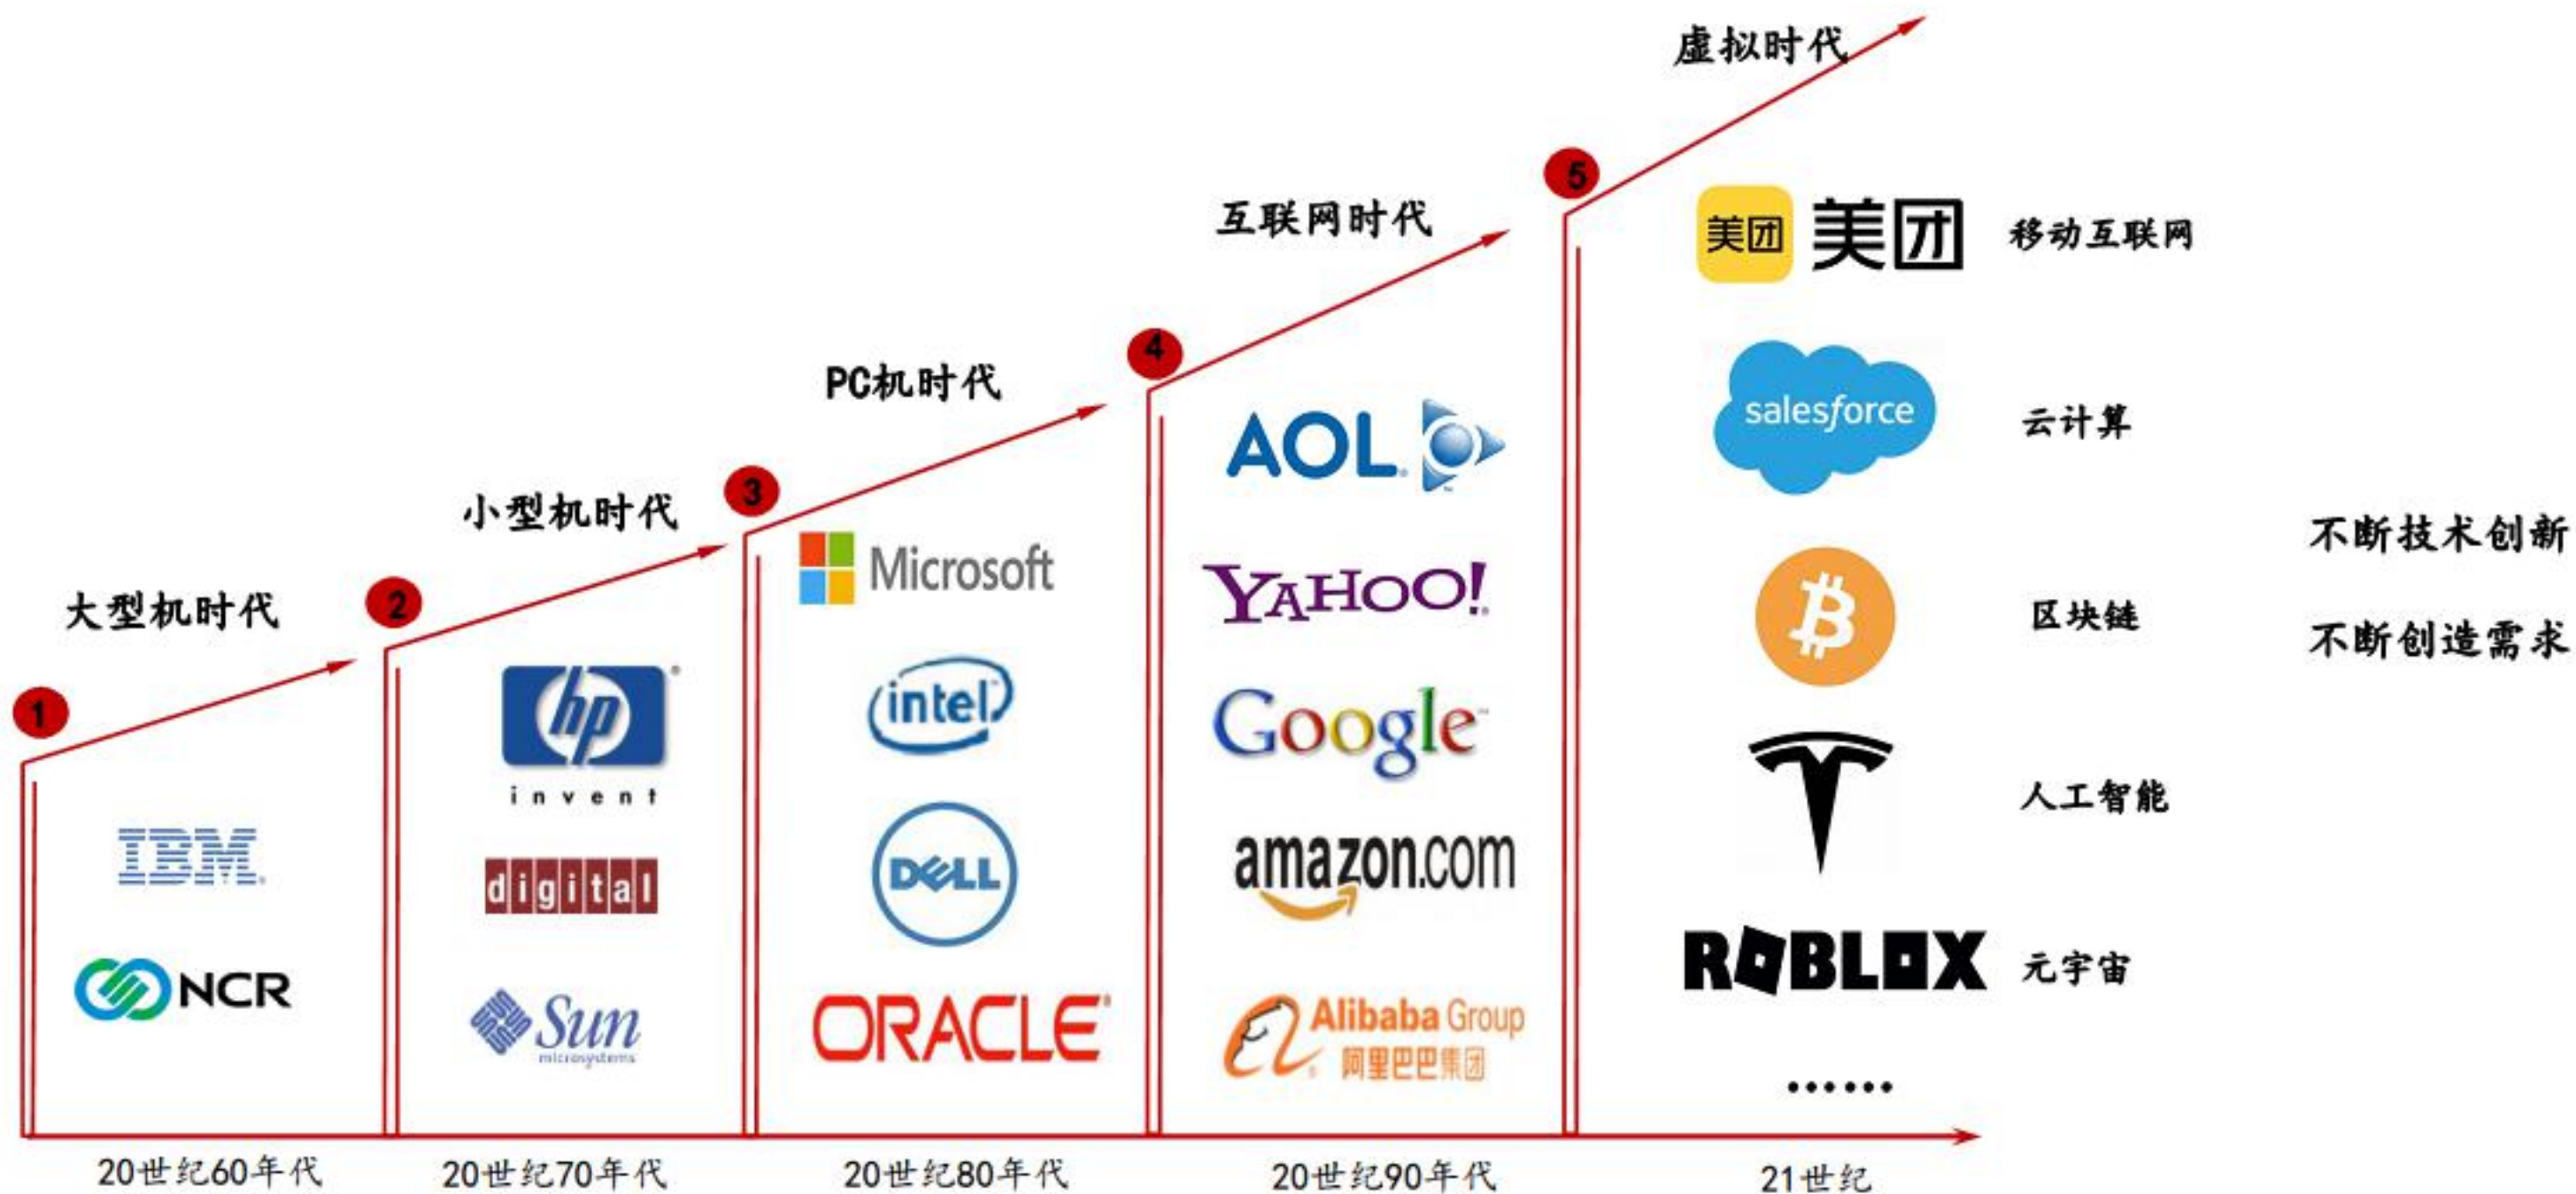 虚拟时代
5
互联网时代
美团 美团 移动互联网
4
PC机时代
AOL
salesforce 云计算
3
小型机时代
Microsoft
YAHOO!
区块链
不断技术创新
不断创造需求
2
大型机时代
hp
invent
intel
Google
1
IBM
digital
DELL
amazon.com
人工智能
NCR
Sun
microsystems
ORACLE
Alibaba Group
阿里巴巴集团
ROBLOX 元宇宙
......
20世纪60年代 20世纪70年代 20世纪80年代 20世纪90年代 21世纪